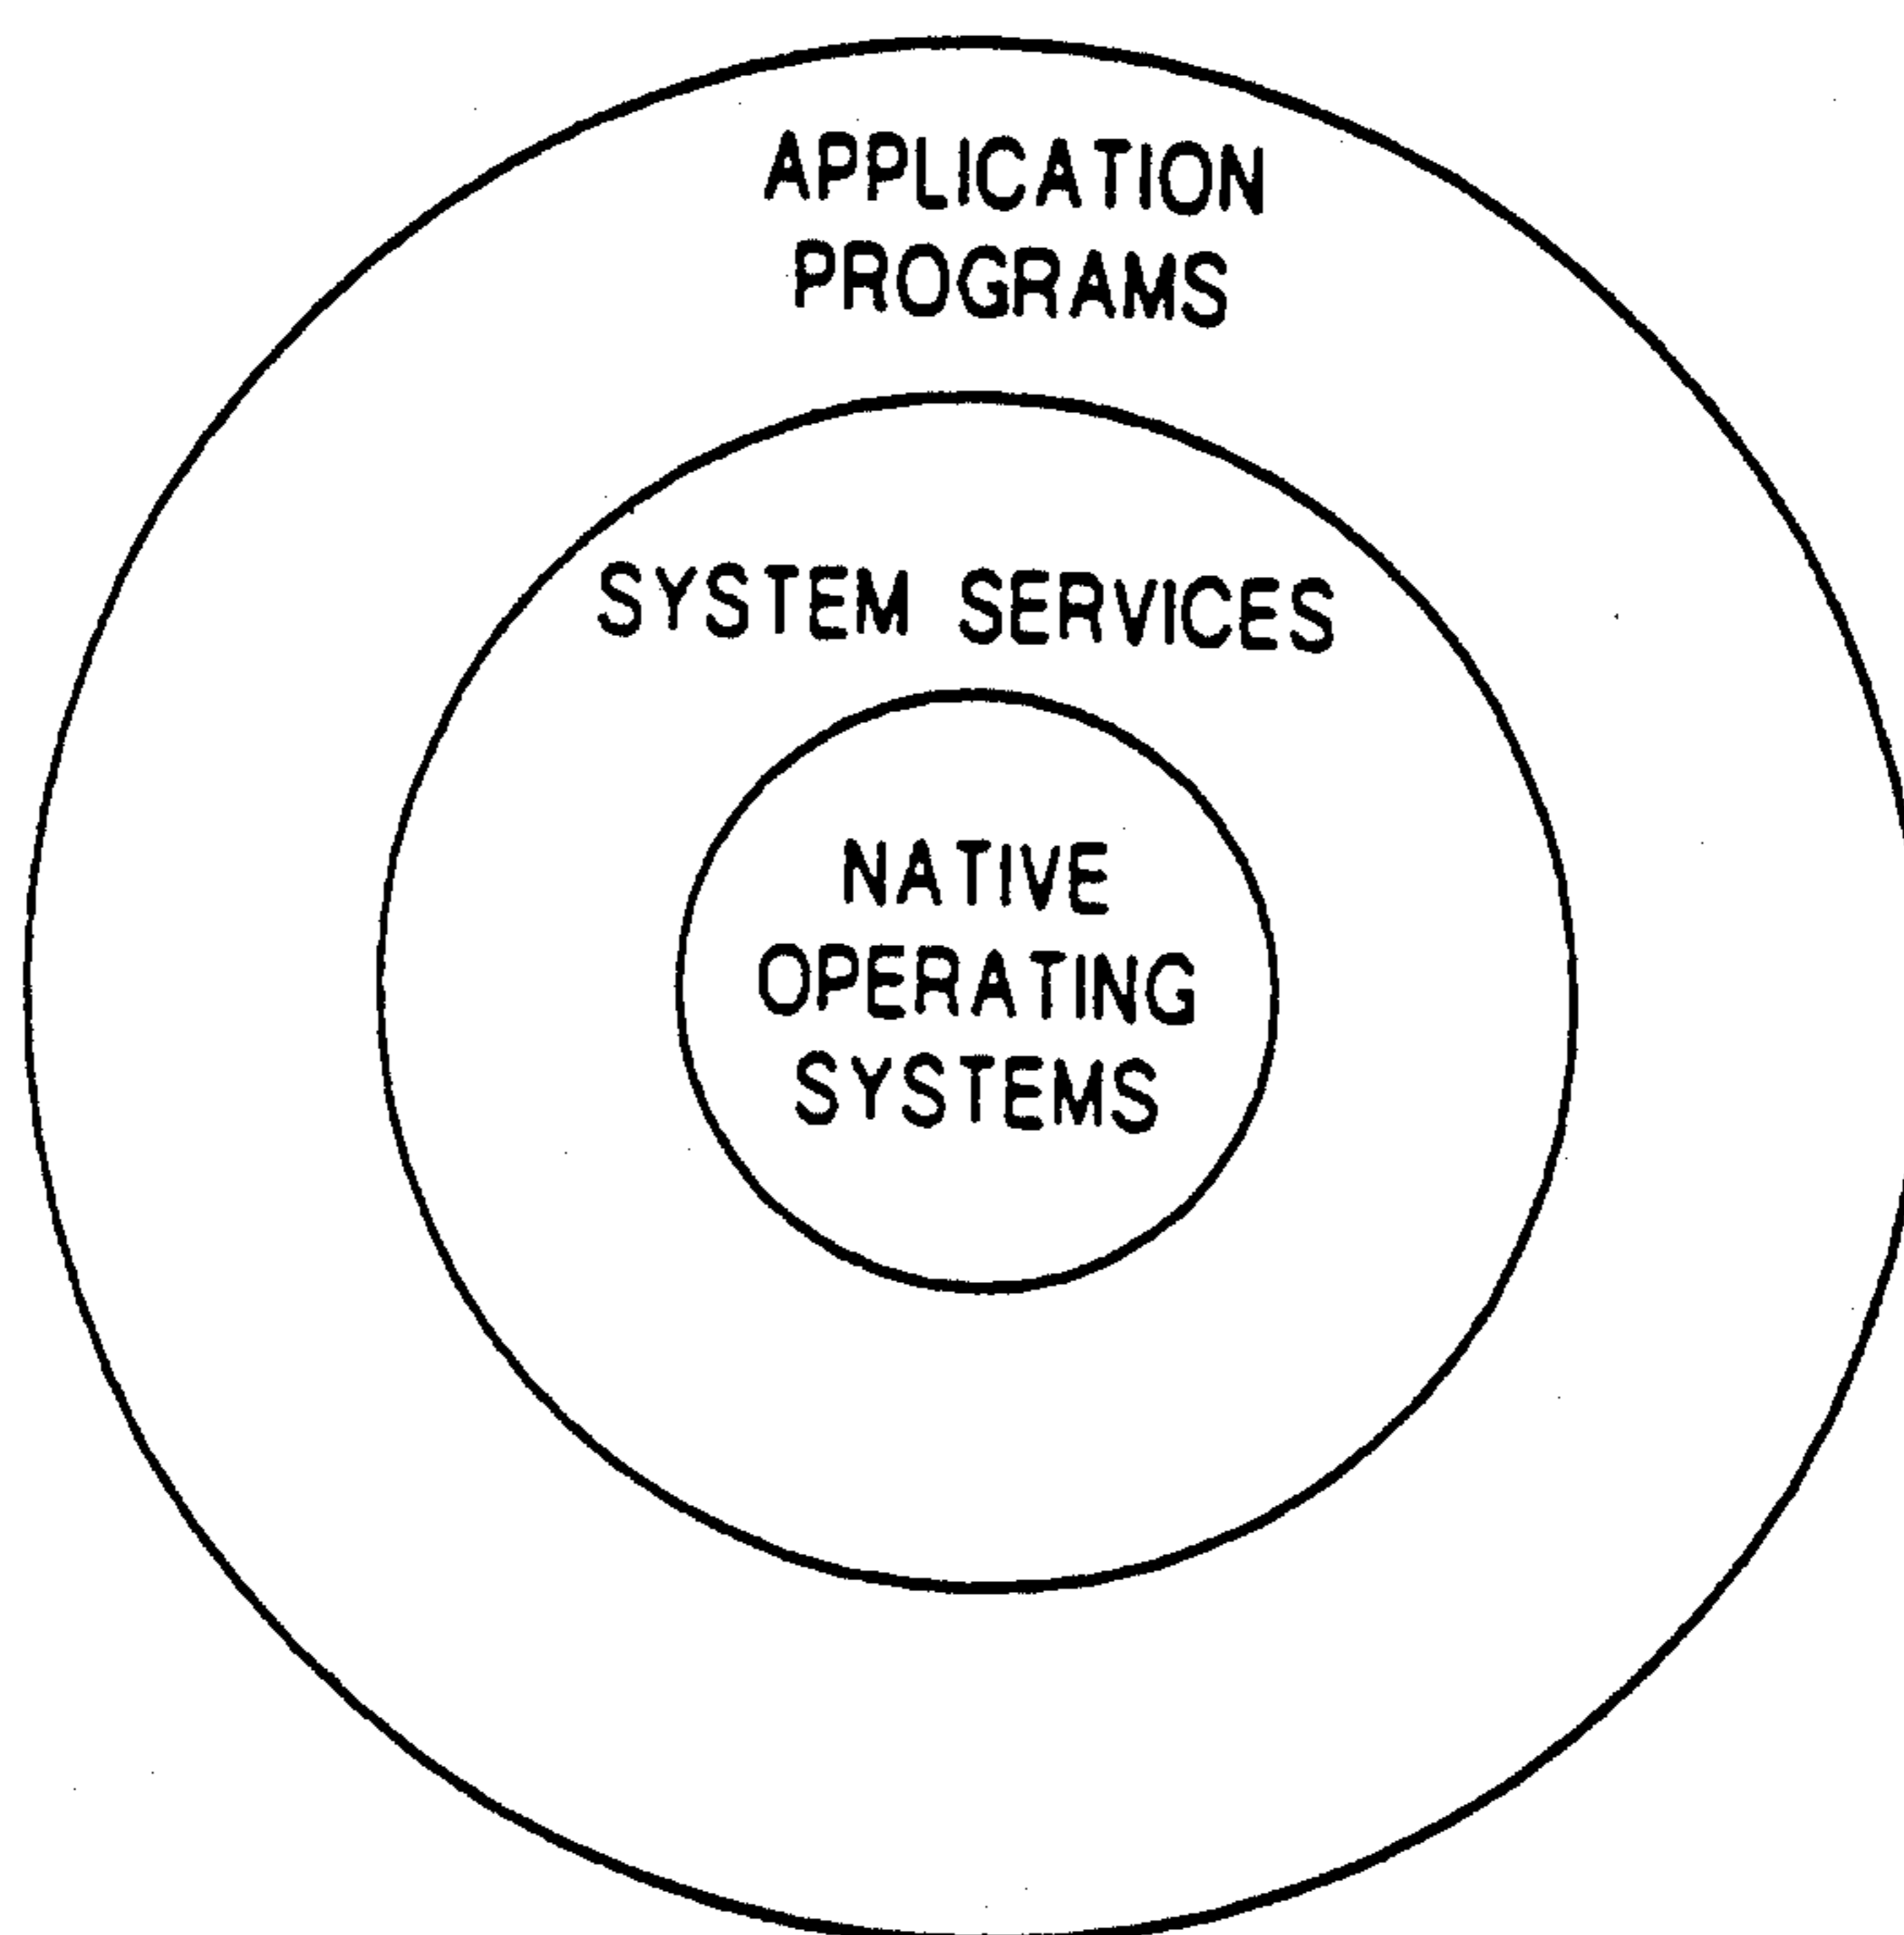 APPLICATION
PROGRAMS
SYSTEM SERVICES
NATIVE
OPERATING
SYSTEMS